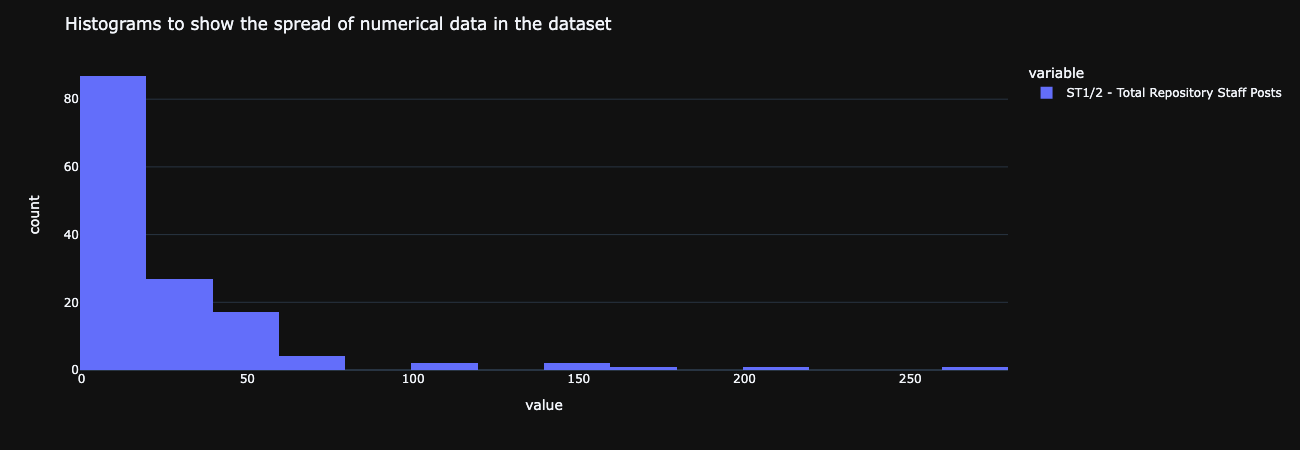 Histograms to show the spread of numerical data in the dataset
variable
ST1/2 - Total Repository Staff Posts
count
80
60
40
20
0
0 50 100 150 200 250
value